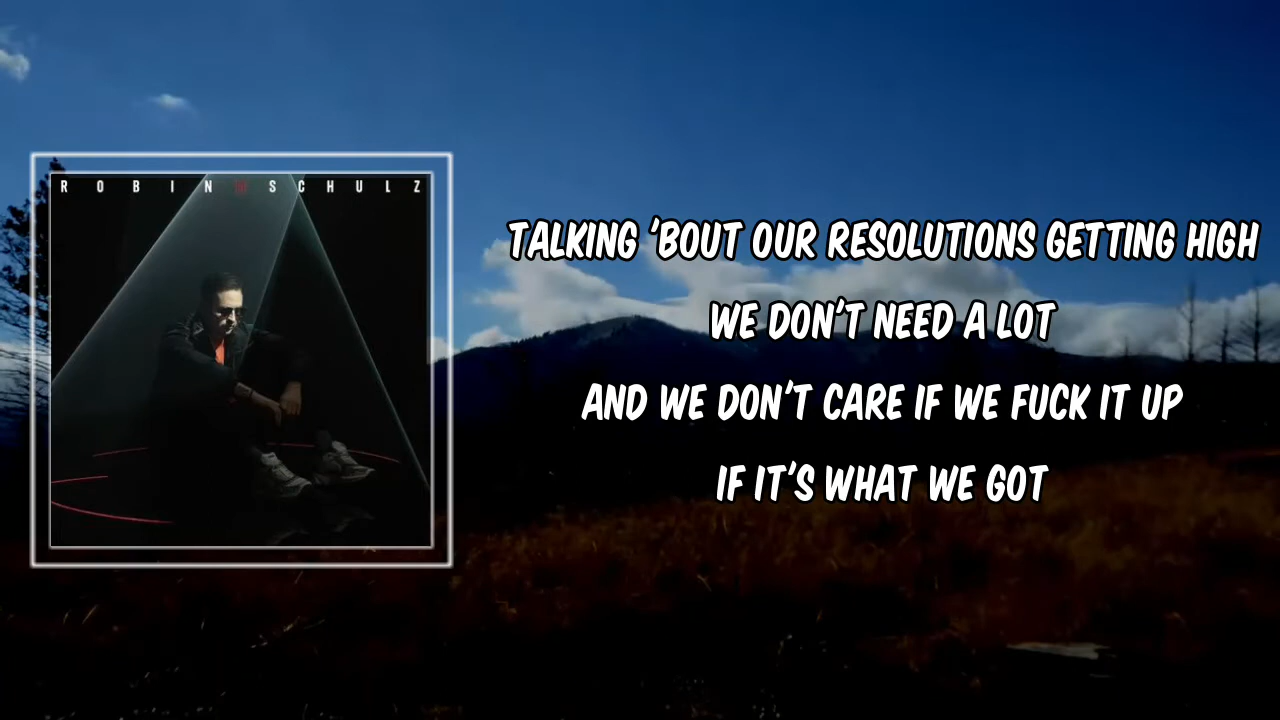 ROBIN SCHULZ
TALKING 'BOUT OUR RESOLUTIONS GETTING HIGH
WE DON'T NEED A LOT
AND WE DON'T CARE IF WE FUCK IT UP
IF IT'S WHAT WE GOT